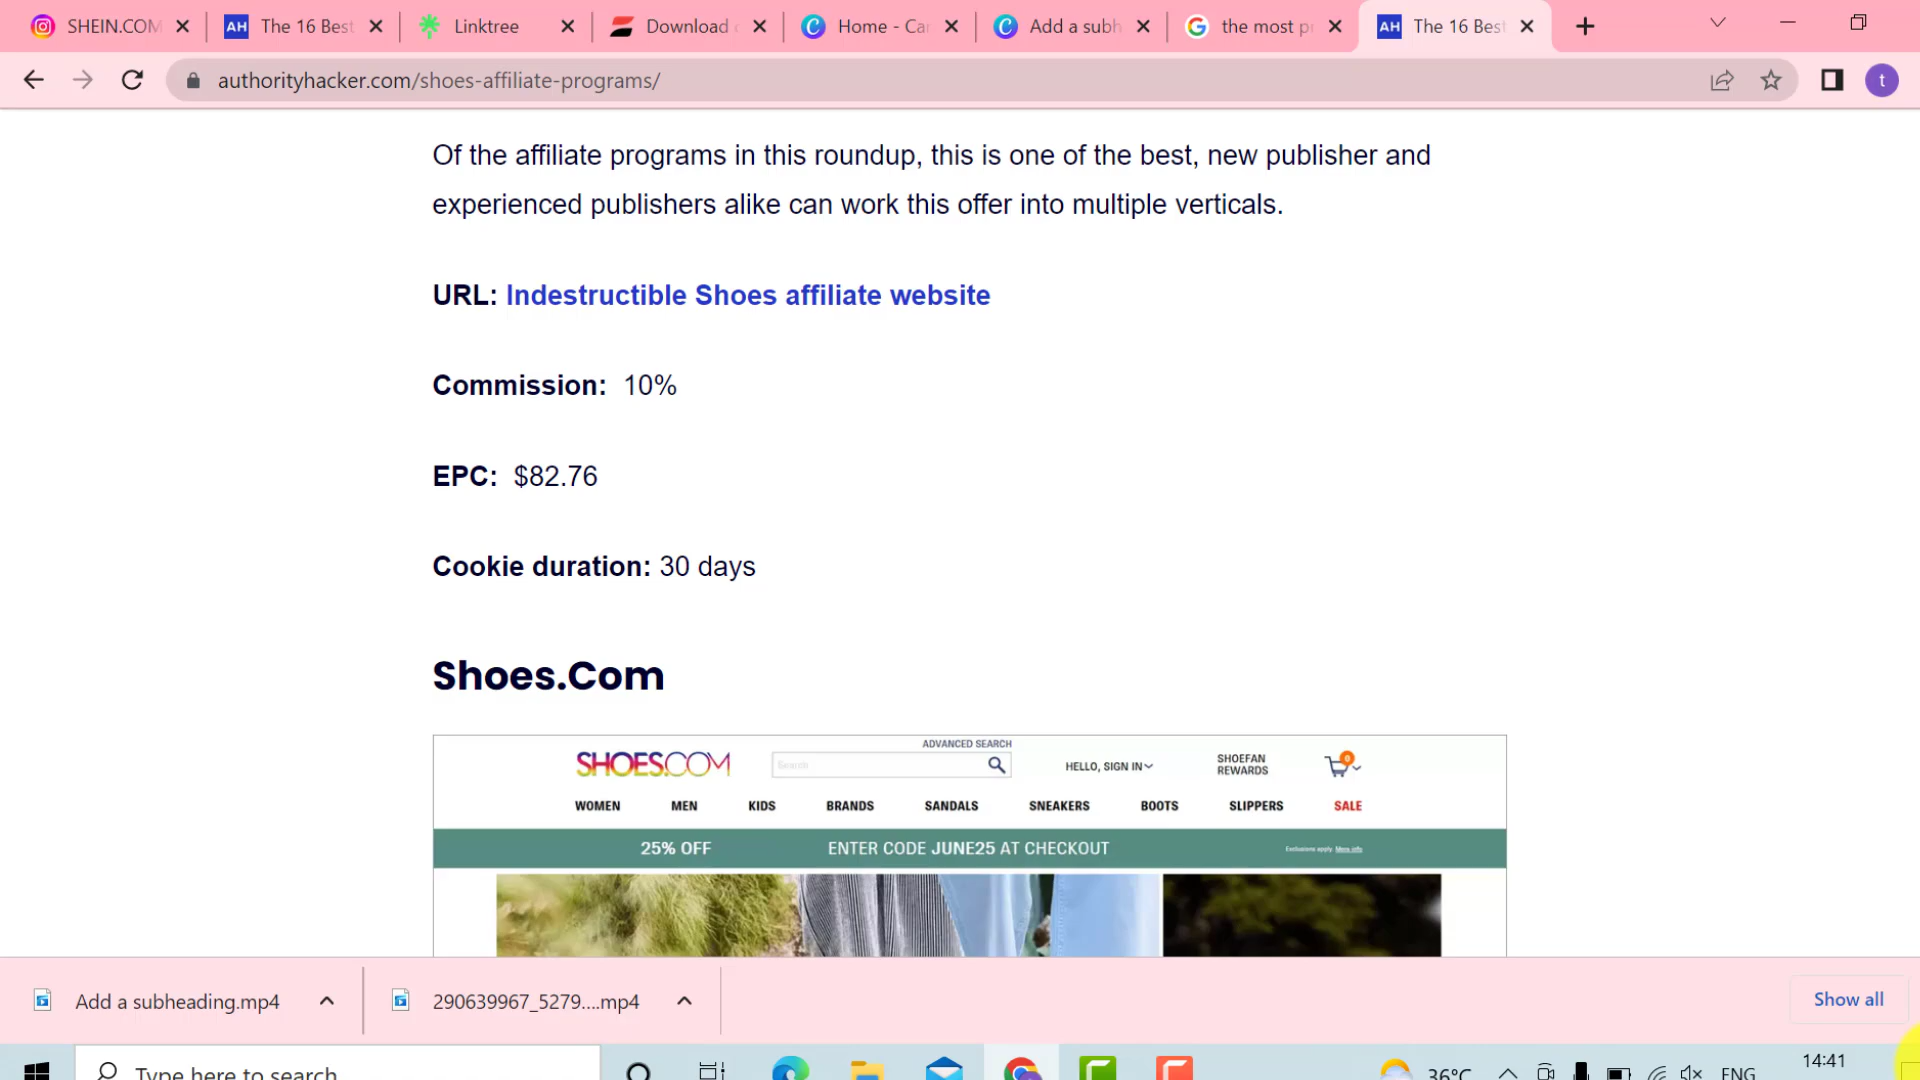 SHEIN.COM
AH The 16 Best
Linktree
Download
Home - Ca
Add a subh
the most p
AH The 16 Best
authorityhacker.com/shoes-affiliate-programs/
t
Of the affiliate programs in this roundup, this is one of the best, new publisher and
experienced publishers alike can work this offer into multiple verticals.
URL: Indestructible Shoes affiliate website
Commission: 10%
EPC: $82.76
Cookie duration: 30 days
Shoes.Com
ADVANCED SEARCH
SHOES.COM
Search
HELLO, SIGN IN
SHOEFAN
REWARDS
0
WOMEN MEN KIDS BRANDS SANDALS SNEAKERS BOOTS SLIPPERS SALE
25% OFF ENTER CODE JUNE25 AT CHECKOUT Exclusions apply. More info
Add a subheading.mp4
290639967_5279....mp4
Show all
Type here to search
36°C
ENG
14:41